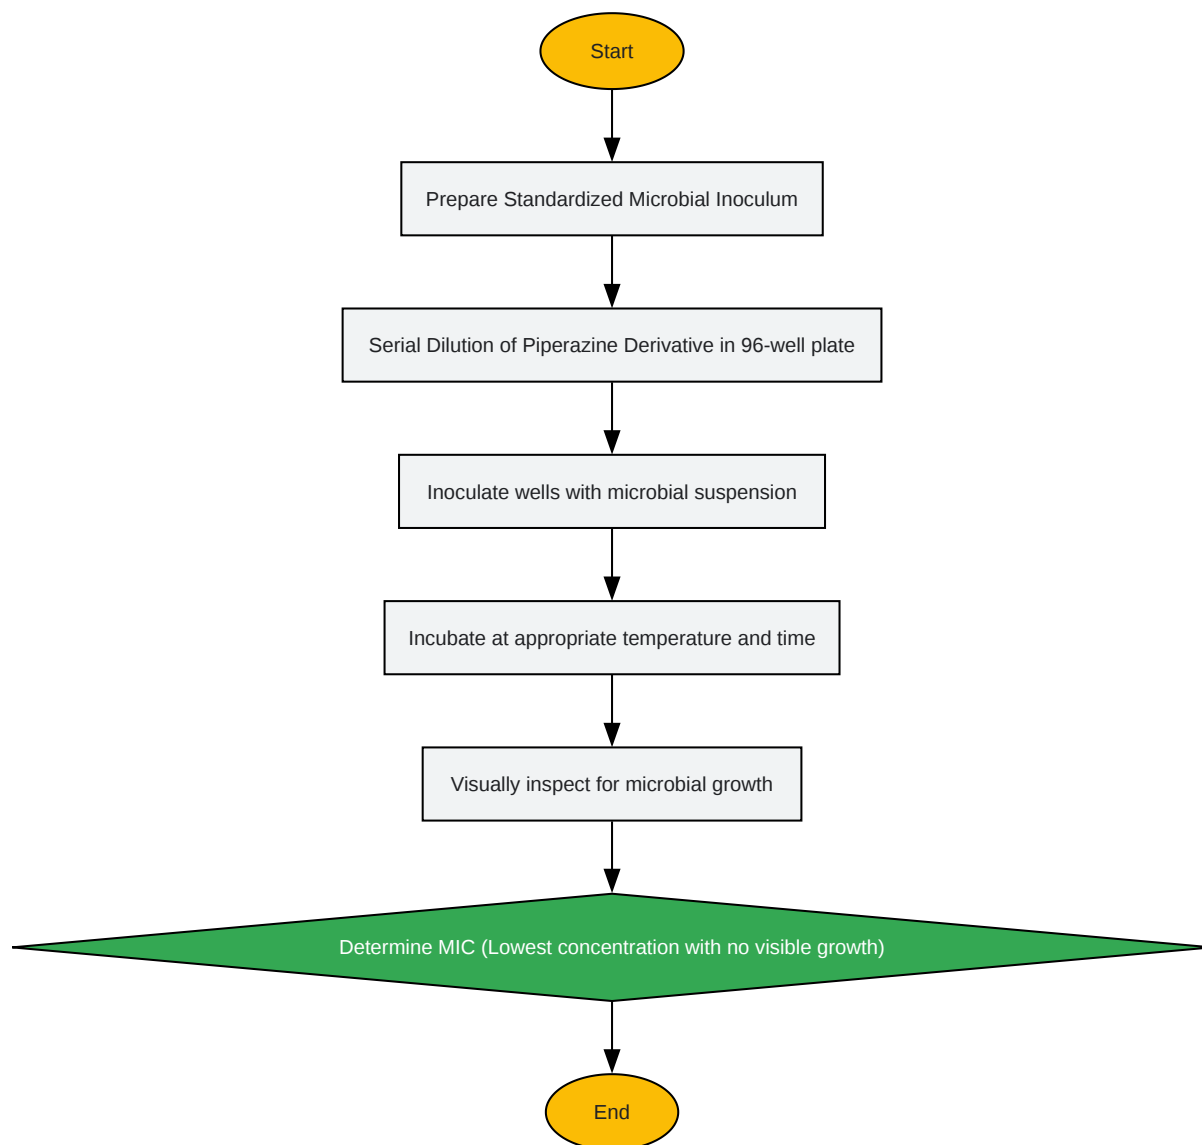 Start
Prepare Standardized Microbial Inoculum
Serial Dilution of Piperazine Derivative in 96-well plate
Inoculate wells with microbial suspension
Incubate at appropriate temperature and time
Visually inspect for microbial growth
Determine MIC (Lowest concentration with no visible growth)
End